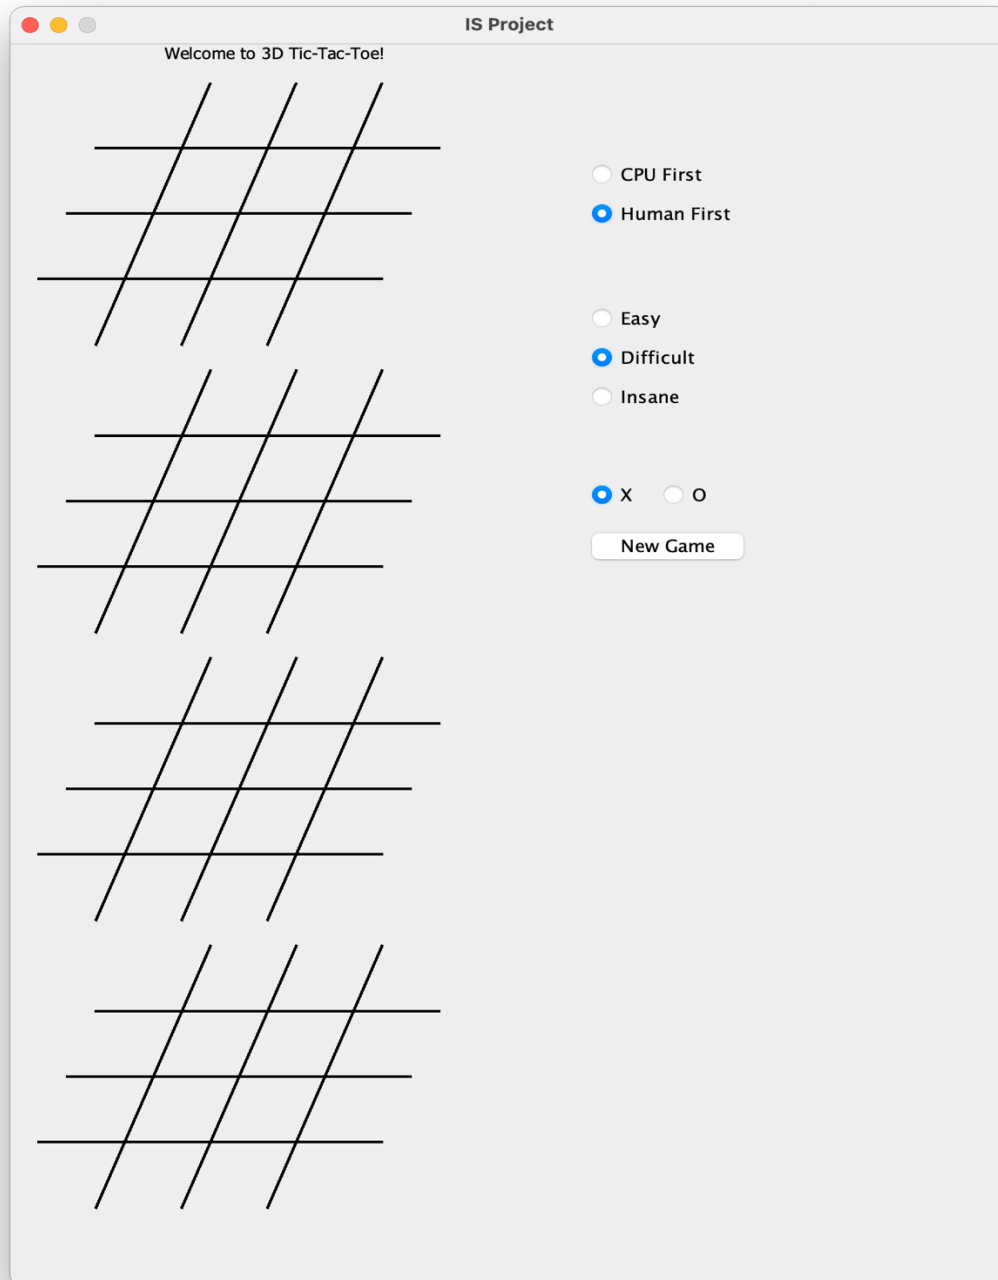 IS Project
Welcome to 3D Tic-Tac-Toe!
CPU First
Human First
Easy
Difficult
Insane
X O
New Game